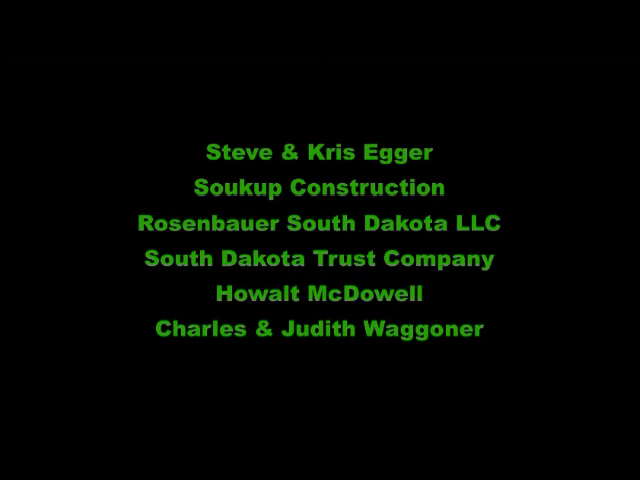 Steve & Kris Egger
Soukup Construction
Rosenbauer South Dakota LLC
South Dakota Trust Company
Howalt McDowell
Charles & Judith Waggoner